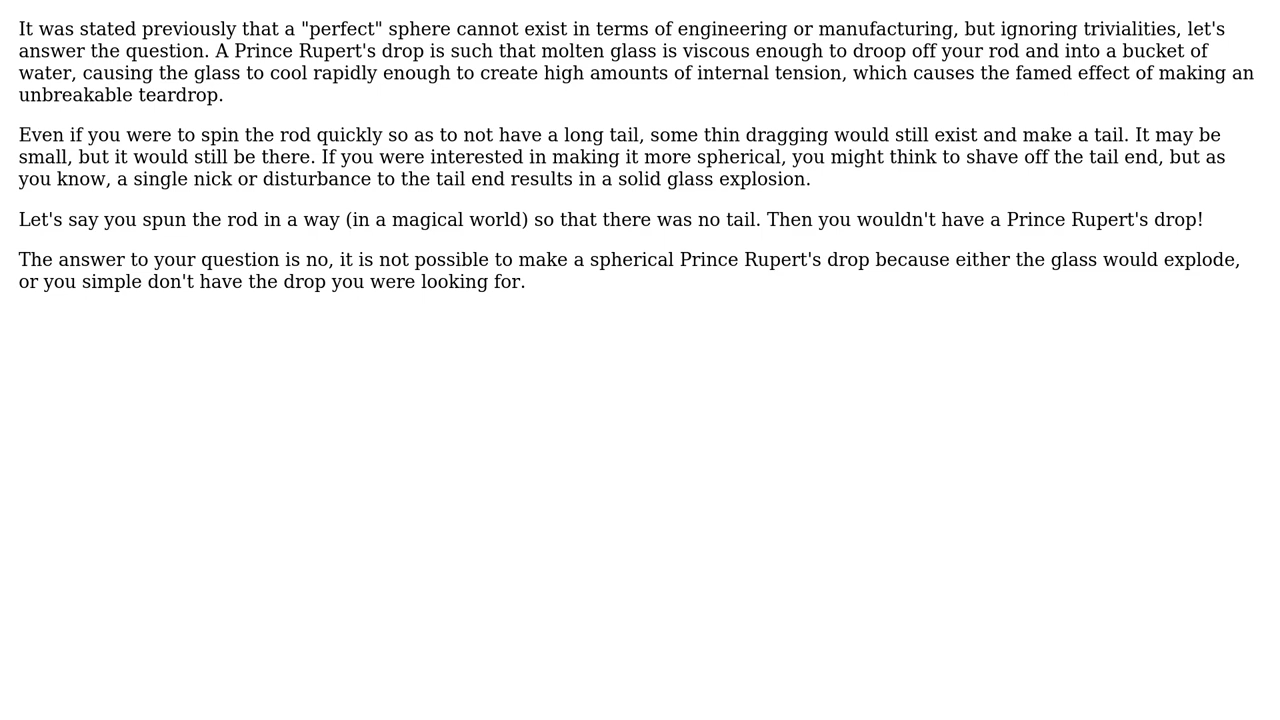 It was stated previously that a "perfect" sphere cannot exist in terms of engineering or manufacturing, but ignoring trivialities, let's
answer the question. A Prince Rupert's drop is such that molten glass is viscous enough to droop off your rod and into a bucket of
water, causing the glass to cool rapidly enough to create high amounts of internal tension, which causes the famed effect of making an
unbreakable teardrop.
Even if you were to spin the rod quickly so as to not have a long tail, some thin dragging would still exist and make a tail. It may be
small, but it would still be there. If you were interested in making it more spherical, you might think to shave off the tail end, but as
you know, a single nick or disturbance to the tail end results in a solid glass explosion.
Let's say you spun the rod in a way (in a magical world) so that there was no tail. Then you wouldn't have a Prince Rupert's drop!
The answer to your question is no, it is not possible to make a spherical Prince Rupert's drop because either the glass would explode,
or you simple don't have the drop you were looking for.